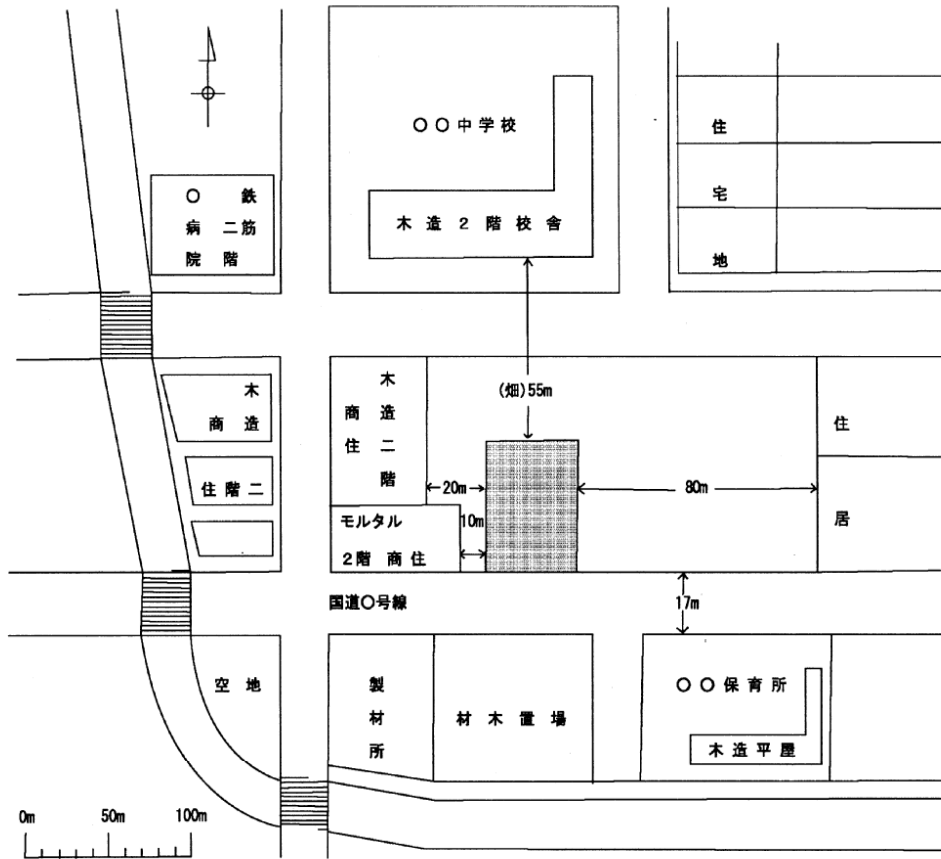 〇〇中学校
木造2階校舎
〇病院
鉄筋二階
住宅地
(畑)55m
木造二階
商住
木造二階
商住
20m
80m
10m
モルタル
2階 商住
住居
国道〇号線
17m
空地
製材所
材木置場
〇〇保育所
木造平屋
0m
50m
100m